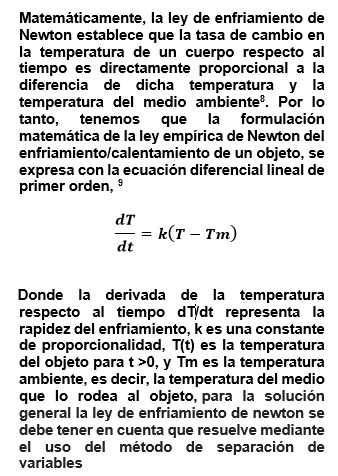 Matemáticamente, la ley de enfriamiento de
Newton establece que la tasa de cambio en
la temperatura de un cuerpo respecto al
tiempo es directamente proporcional a la
diferencia de dicha temperatura y la
temperatura del medio ambiente⁸. Por lo
tanto, tenemos que la formulación
matemática de la ley empírica de Newton del
enfriamiento/calentamiento de un objeto, se
expresa con la ecuación diferencial lineal de
primer orden, ⁹
dT/dt = k(T − Tm)
Donde la derivada de la temperatura
respecto al tiempo dT/dt representa la
rapidez del enfriamiento, k es una constante
de proporcionalidad, T(t) es la temperatura
del objeto para t >0, y Tm es la temperatura
ambiente, es decir, la temperatura del medio
que lo rodea al objeto, para la solución
general la ley de enfriamiento de newton se
debe tener en cuenta que resuelve mediante
el uso del método de separación de
variables